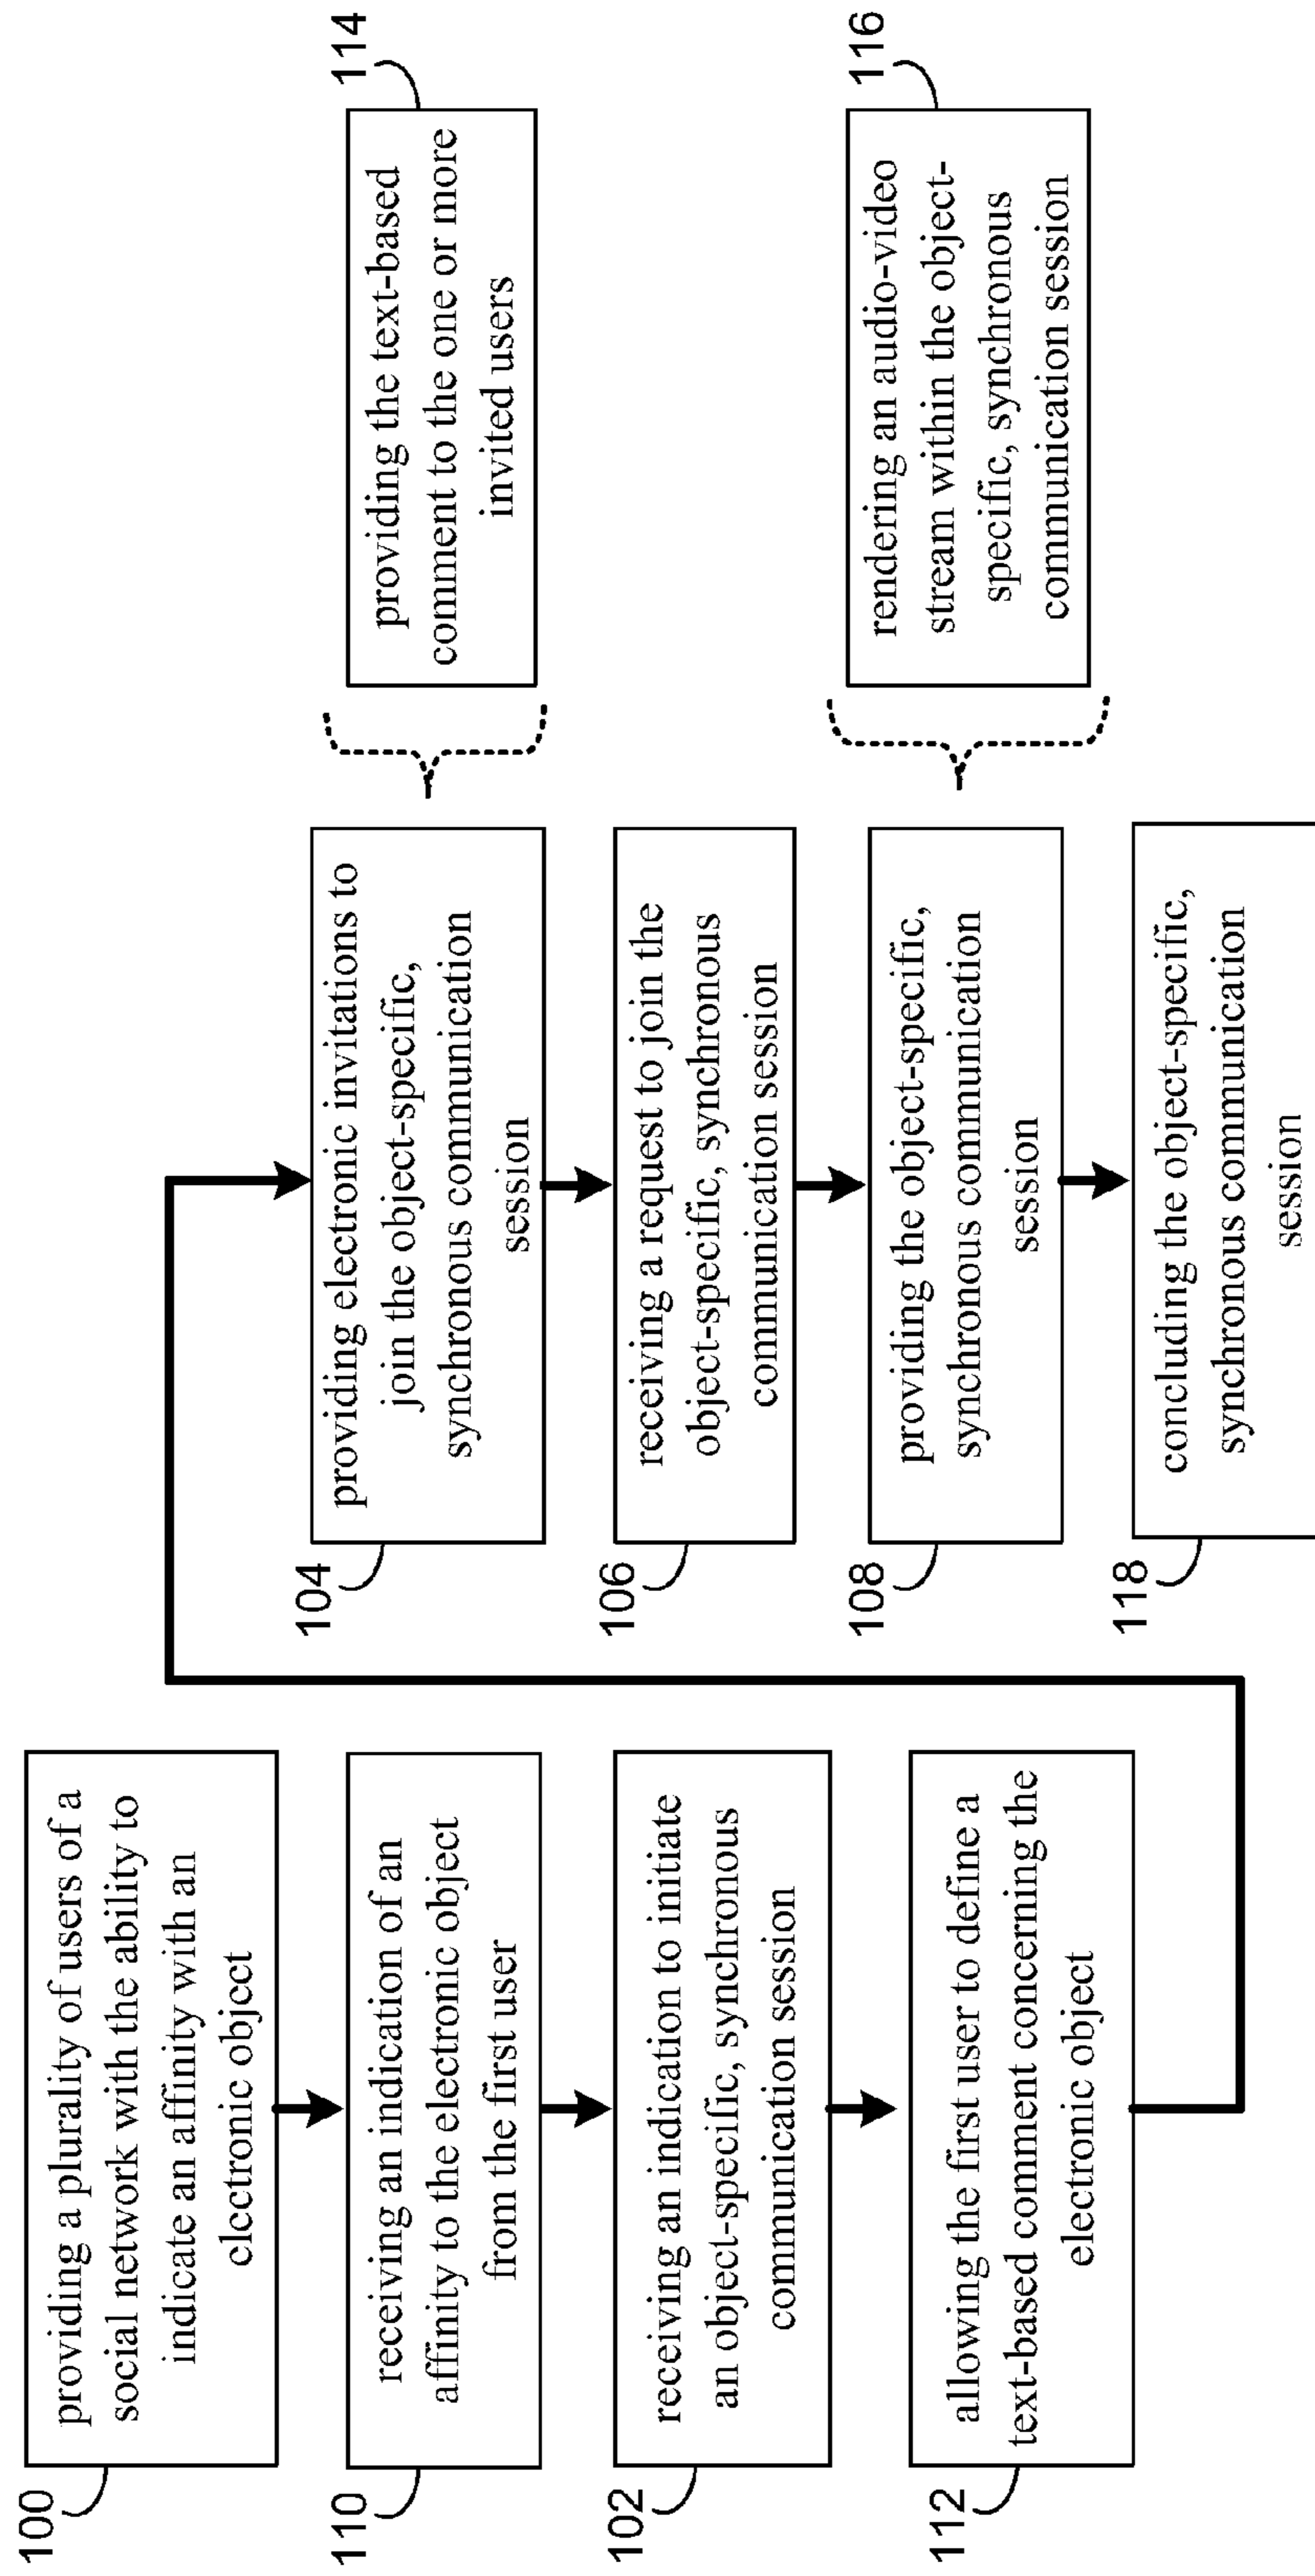 100
providing a plurality of users of a
social network with the ability to
indicate an affinity with an
electronic object
110
receiving an indication of an
affinity to the electronic object
from the first user
102
receiving an indication to initiate
an object-specific, synchronous
communication session
112
allowing the first user to define a
text-based comment concerning the
electronic object
104
providing electronic invitations to
join the object-specific,
synchronous communication
session
106
receiving a request to join the
object-specific, synchronous
communication session
108
providing the object-specific,
synchronous communication
session
118
concluding the object-specific,
synchronous communication
session
114
providing the text-based
comment to the one or more
invited users
116
rendering an audio-video
stream within the object-
specific, synchronous
communication session